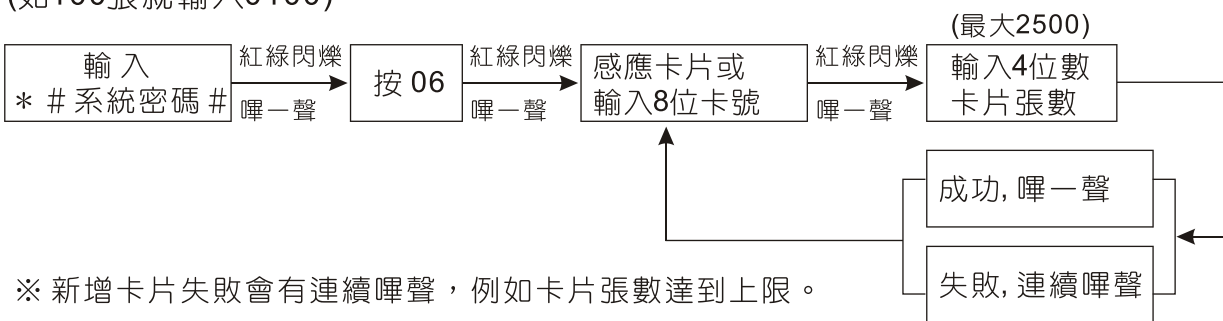 (最大2500)
輸入
* #系統密碼#
紅綠閃爍
嗶一聲
按 06
紅綠閃爍
嗶一聲
感應卡片或
輸入8位卡號
紅綠閃爍
嗶一聲
輸入4位數
卡片張數
成功, 嗶一聲
失敗, 連續嗶聲
※ 新增卡片失敗會有連續嗶聲，例如卡片張數達到上限。